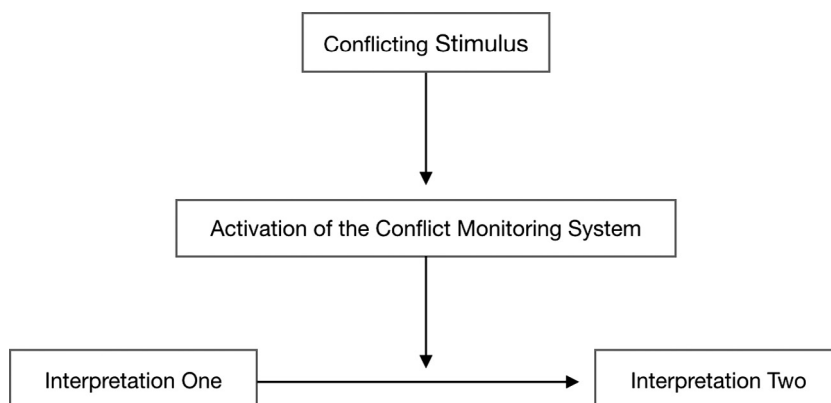 Conflicting Stimulus
Activation of the Conflict Monitoring System
Interpretation One
Interpretation Two